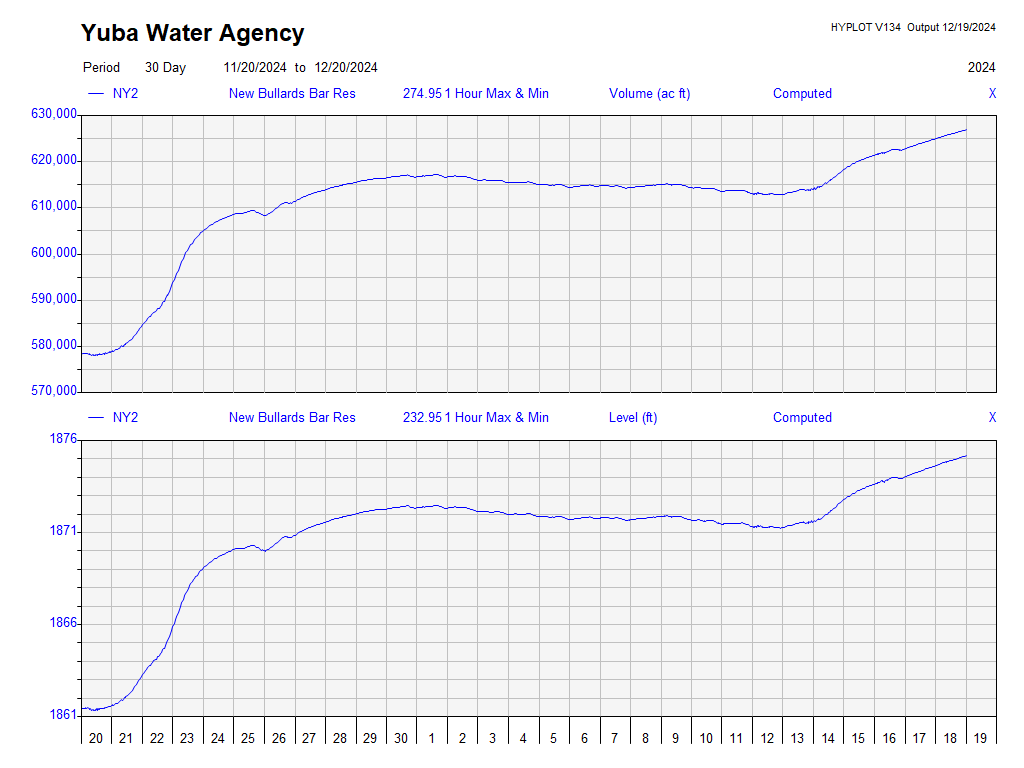 Yuba Water Agency
HYPLOT V134 Output 12/19/2024
Period 30 Day 11/20/2024 to 12/20/2024 2024
NY2 New Bullards Bar Res 274.95 1 Hour Max & Min Volume (ac ft) Computed X
630,000
620,000
610,000
600,000
590,000
580,000
570,000
NY2 New Bullards Bar Res 232.95 1 Hour Max & Min Level (ft) Computed X
1876
1871
1866
1861
20 21 22 23 24 25 26 27 28 29 30 1 2 3 4 5 6 7 8 9 10 11 12 13 14 15 16 17 18 19